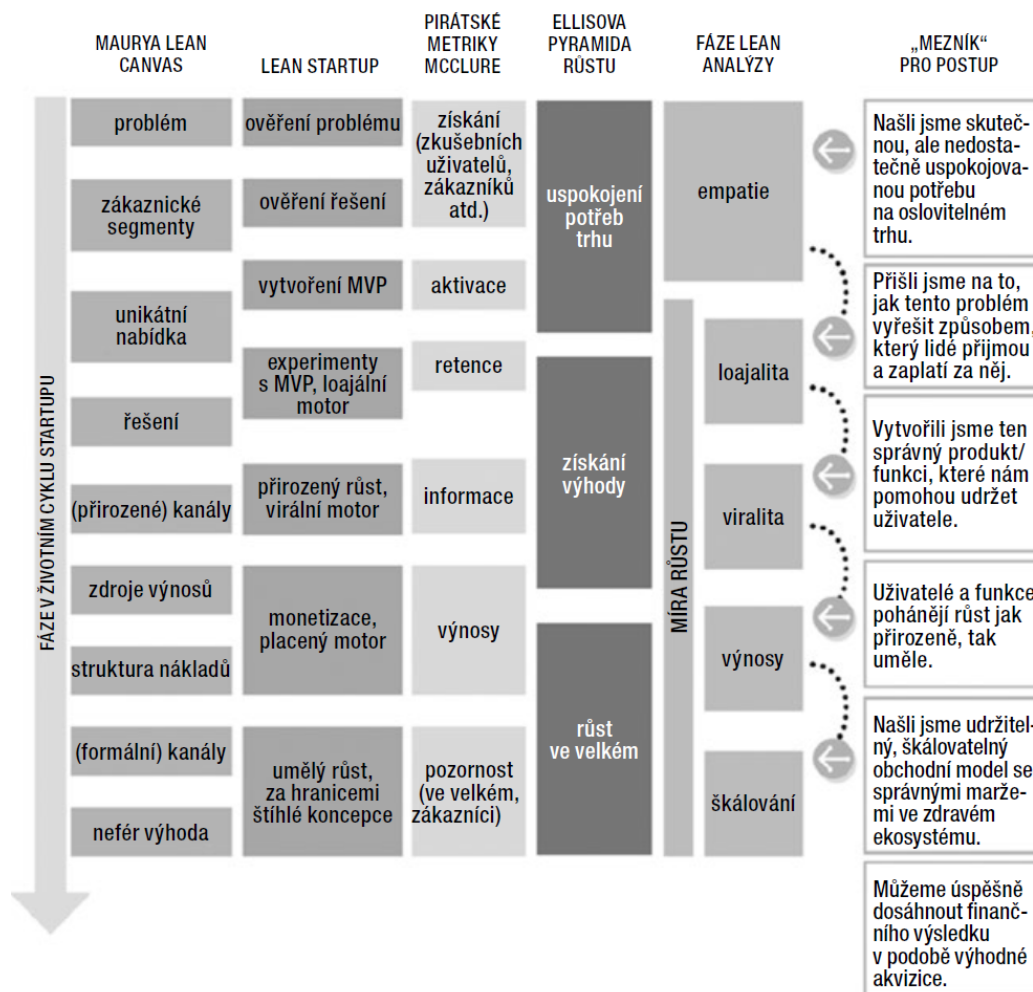 MAURYA LEAN
CANVAS
LEAN STARTUP
PIRÁTSKÉ
METRIKY
MCCLURE
ELLISOVA
PYRAMIDA
RŮSTU
FÁZE LEAN
ANALÝZY
„MEZNÍK“
PRO POSTUP
FÁZE V ŽIVOTNÍM CYKLU STARTUPU
problém
zákaznické
segmenty
unikátní
nabídka
řešení
(přirozené) kanály
zdroje výnosů
struktura nákladů
(formální) kanály
nefér výhoda
ověření problému
ověření řešení
vytvoření MVP
experimenty
s MVP, loajální
motor
přirozený růst,
virální motor
monetizace,
placený motor
umělý růst,
za hranicemi
štíhlé koncepce
získání
(zkušebních
uživatelů,
zákazníků
atd.)
aktivace
retence
informace
výnosy
pozornost
(ve velkém,
zákazníci)
uspokojení
potřeb
trhu
získání
výhody
růst
ve velkém
MÍRA RŮSTU
empatie
loajalita
viralita
výnosy
škálování
Našli jsme skuteč-
nou, ale nedosta-
tečně uspokojova-
nou potřebu
na oslovitelném
trhu.
Přišli jsme na to,
jak tento problém
vyřešit způsobem,
který lidé přijmou
a zaplatí za něj.
Vytvořili jsme ten
správný produkt/
funkci, které nám
pomohou udržet
uživatele.
Uživatelé a funkce
pohánějí růst jak
přirozeně, tak
uměle.
Našli jsme udržitel-
ný, škálovatelný
obchodní model se
správnými marže-
mi ve zdravém
ekosystému.
Můžeme úspěšně
dosáhnout finanč-
ního výsledku
v podobě výhodné
akvizice.